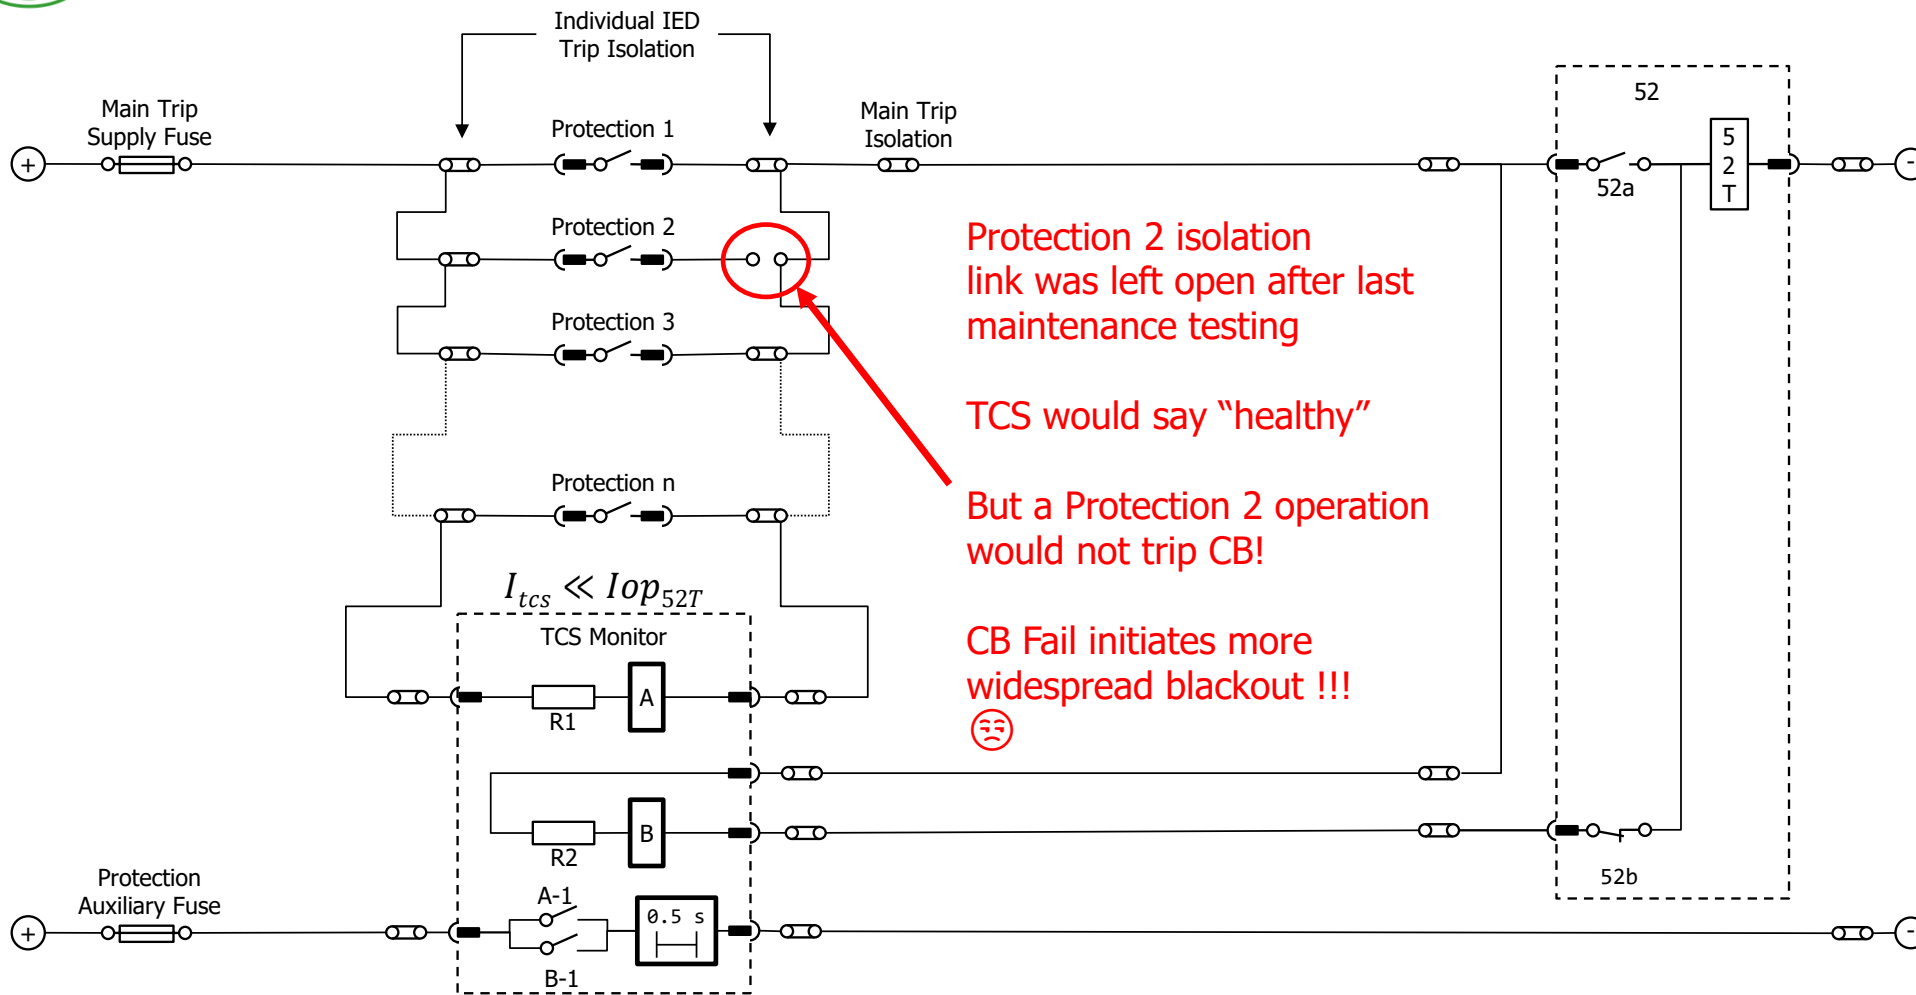 Individual IED
Trip Isolation
Main Trip
Supply Fuse
Protection 1
Main Trip
Isolation
52
+
52a
5
2
T
-
Protection 2
Protection 2 isolation
link was left open after last
maintenance testing
Protection 3
TCS would say “healthy”
Protection n
But a Protection 2 operation
would not trip CB!
I_tcs ≪ Iop_52T
TCS Monitor
CB Fail initiates more
widespread blackout !!!
A
R1
B
R2
52b
Protection
Auxiliary Fuse
A-1
0.5 s
+
-
B-1